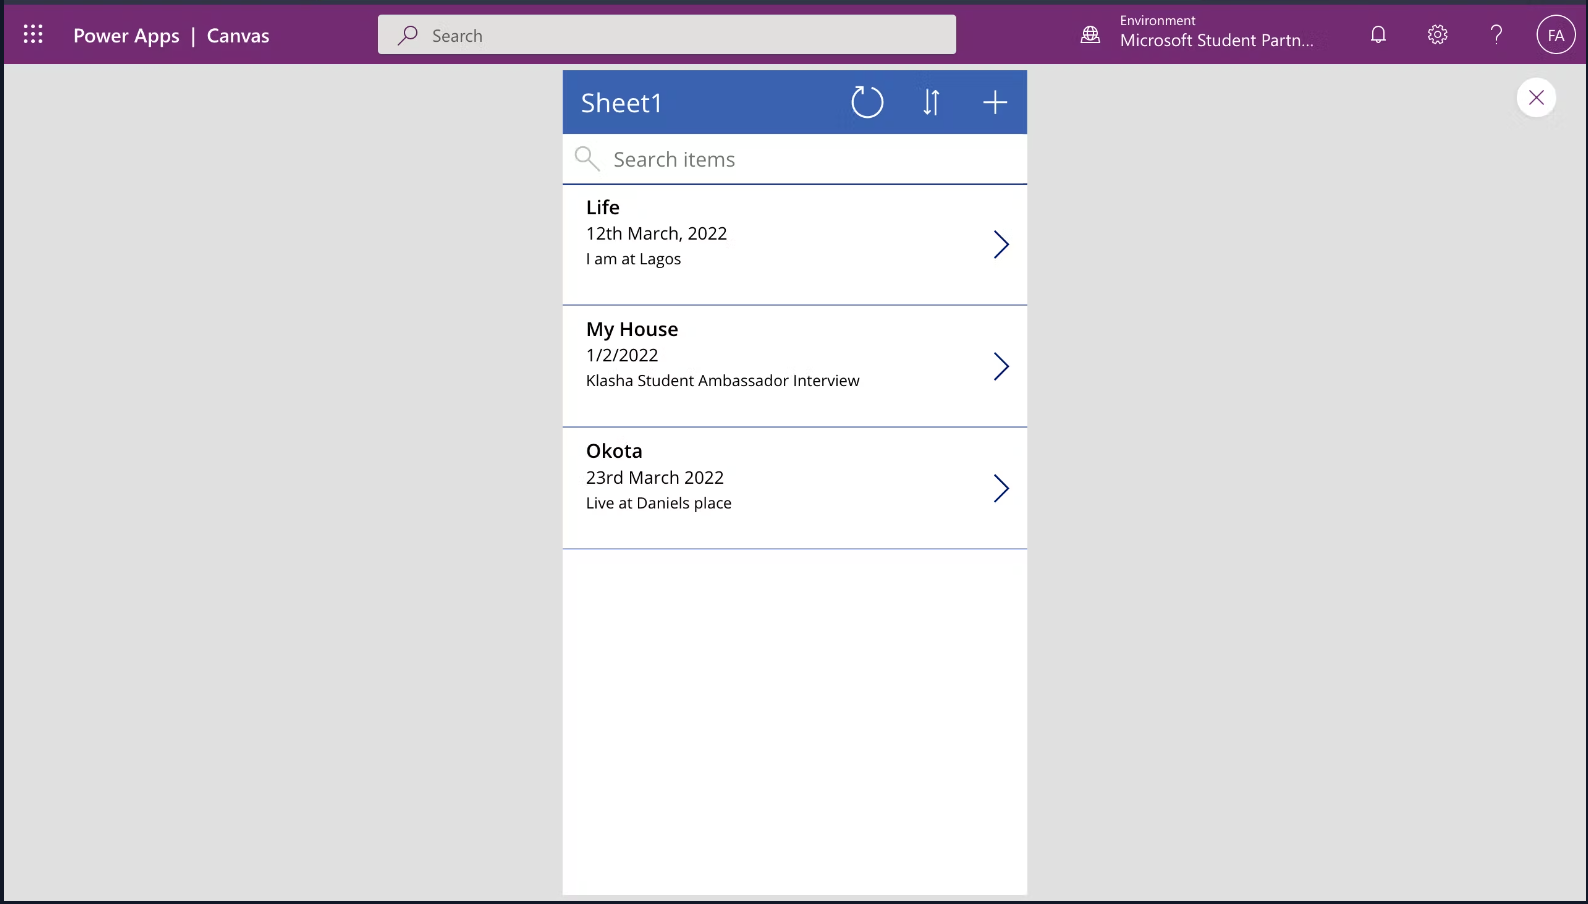 Power Apps | Canvas
Search
Environment
Microsoft Student Partn...
?
FA
Sheet1
Search items
Life
12th March, 2022
I am at Lagos
My House
1/2/2022
Klasha Student Ambassador Interview
Okota
23rd March 2022
Live at Daniels place